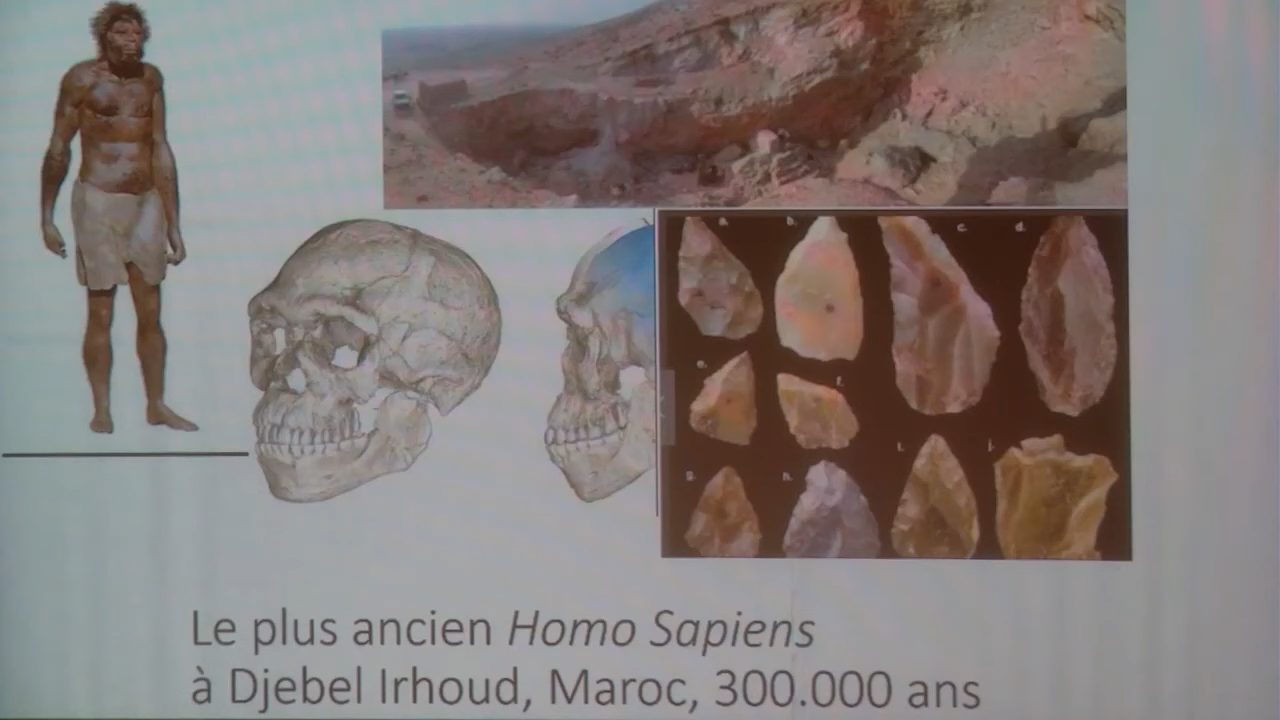 a. b. c. d.
e. f.
g. h. i. j.
Le plus ancien Homo Sapiens
à Djebel Irhoud, Maroc, 300.000 ans